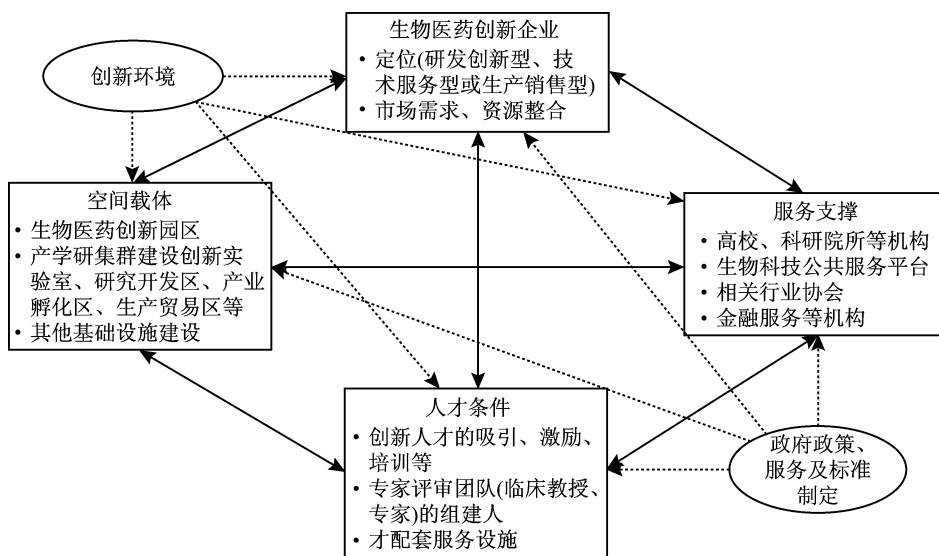 生物医药创新企业
• 定位(研发创新型、技
术服务型或生产销售型)
• 市场需求、资源整合
创新环境
空间载体
• 生物医药创新园区
• 产学研集群建设创新实
验室、研究开发区、产业
孵化区、生产贸易区等
• 其他基础设施建设
服务支撑
• 高校、科研院所等机构
• 生物科技公共服务平台
• 相关行业协会
• 金融服务等机构
人才条件
• 创新人才的吸引、激励、
培训等
• 专家评审团队(临床教授、
专家)的组建人
• 才配套服务设施
政府政策、
服务及标准
制定